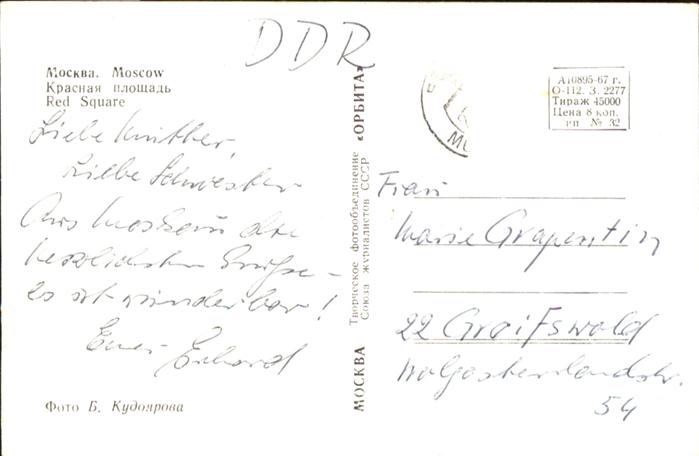 DDR
Москва. Moscow
Красная площадь
Red Square
Liebe Mutter,
Liebe Schwester
Aus Moskau die
herzlichsten Grüße -
Es ist wunderbar!
Euer Erhard
Фото Б. Кудоярова
МОСКВА «ОРБИТА»
Творческое фотообъединение
Союза журналистов СССР
А10895-67 г.
О-112. З. 2277
Тираж 45000
Цена 8 коп.
РП № 32
Frau
Marie Grapentin
22 Greifswald
Wolgasterlandstr.
54